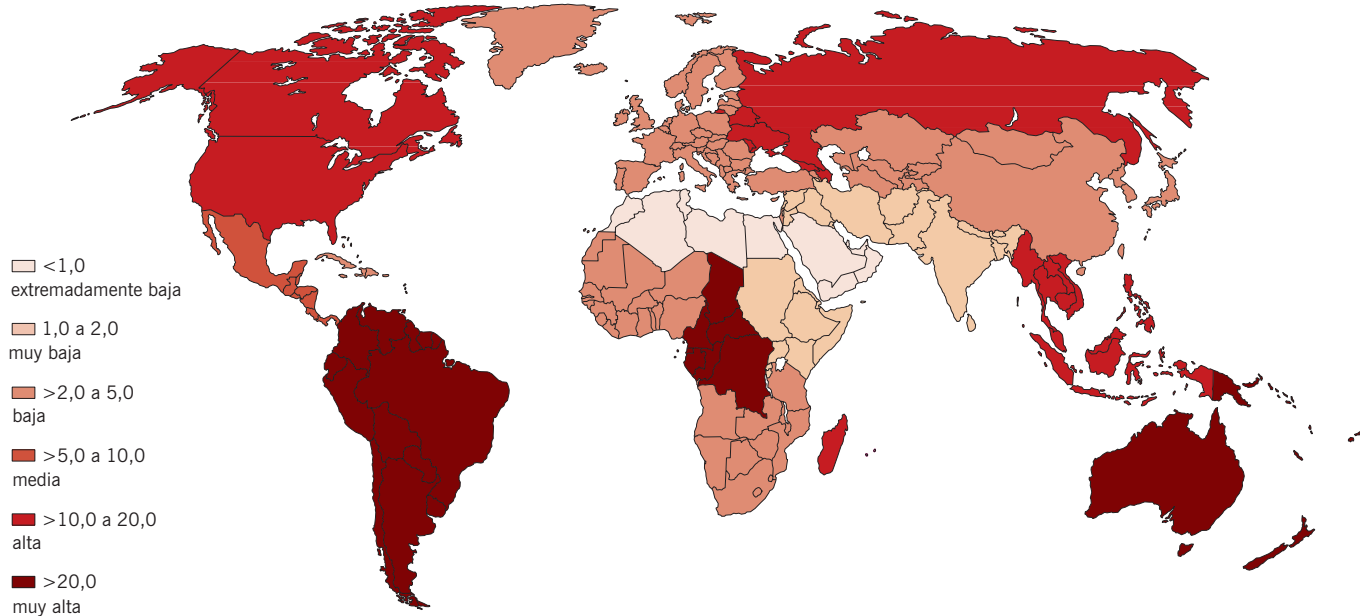 <1,0
extremadamente baja
1,0 a 2,0
muy baja
>2,0 a 5,0
baja
>5,0 a 10,0
media
>10,0 a 20,0
alta
>20,0
muy alta